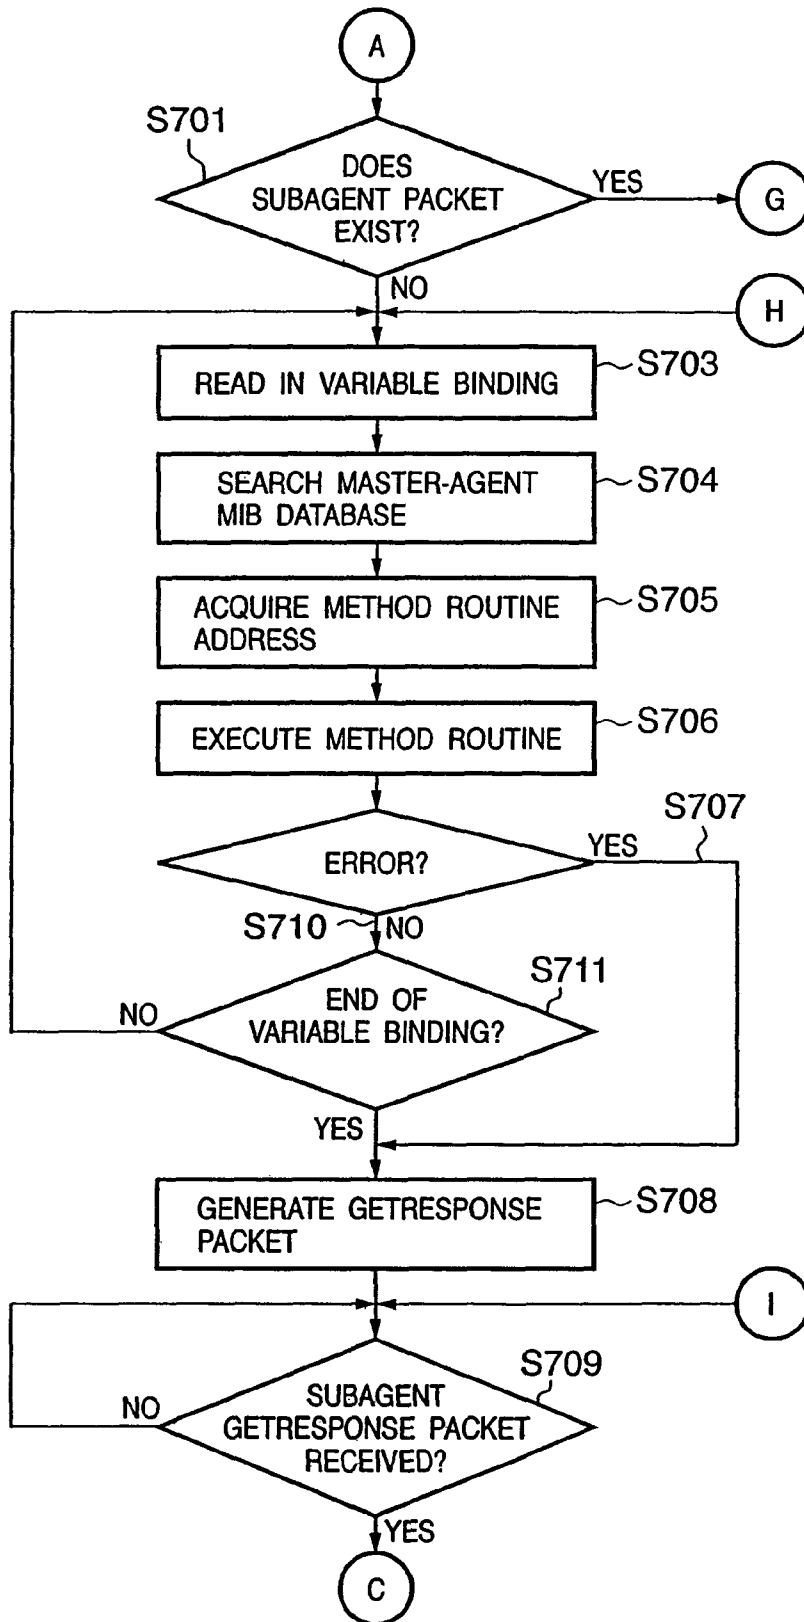 A
S701
DOES
SUBAGENT PACKET
EXIST?
YES
G
NO
H
READ IN VARIABLE BINDING
S703
SEARCH MASTER-AGENT
MIB DATABASE
S704
ACQUIRE METHOD ROUTINE
ADDRESS
S705
EXECUTE METHOD ROUTINE
S706
S707
ERROR?
YES
S710
NO
S711
END OF
VARIABLE BINDING?
NO
YES
GENERATE GETRESPONSE
PACKET
S708
I
S709
SUBAGENT
GETRESPONSE PACKET
RECEIVED?
NO
YES
C